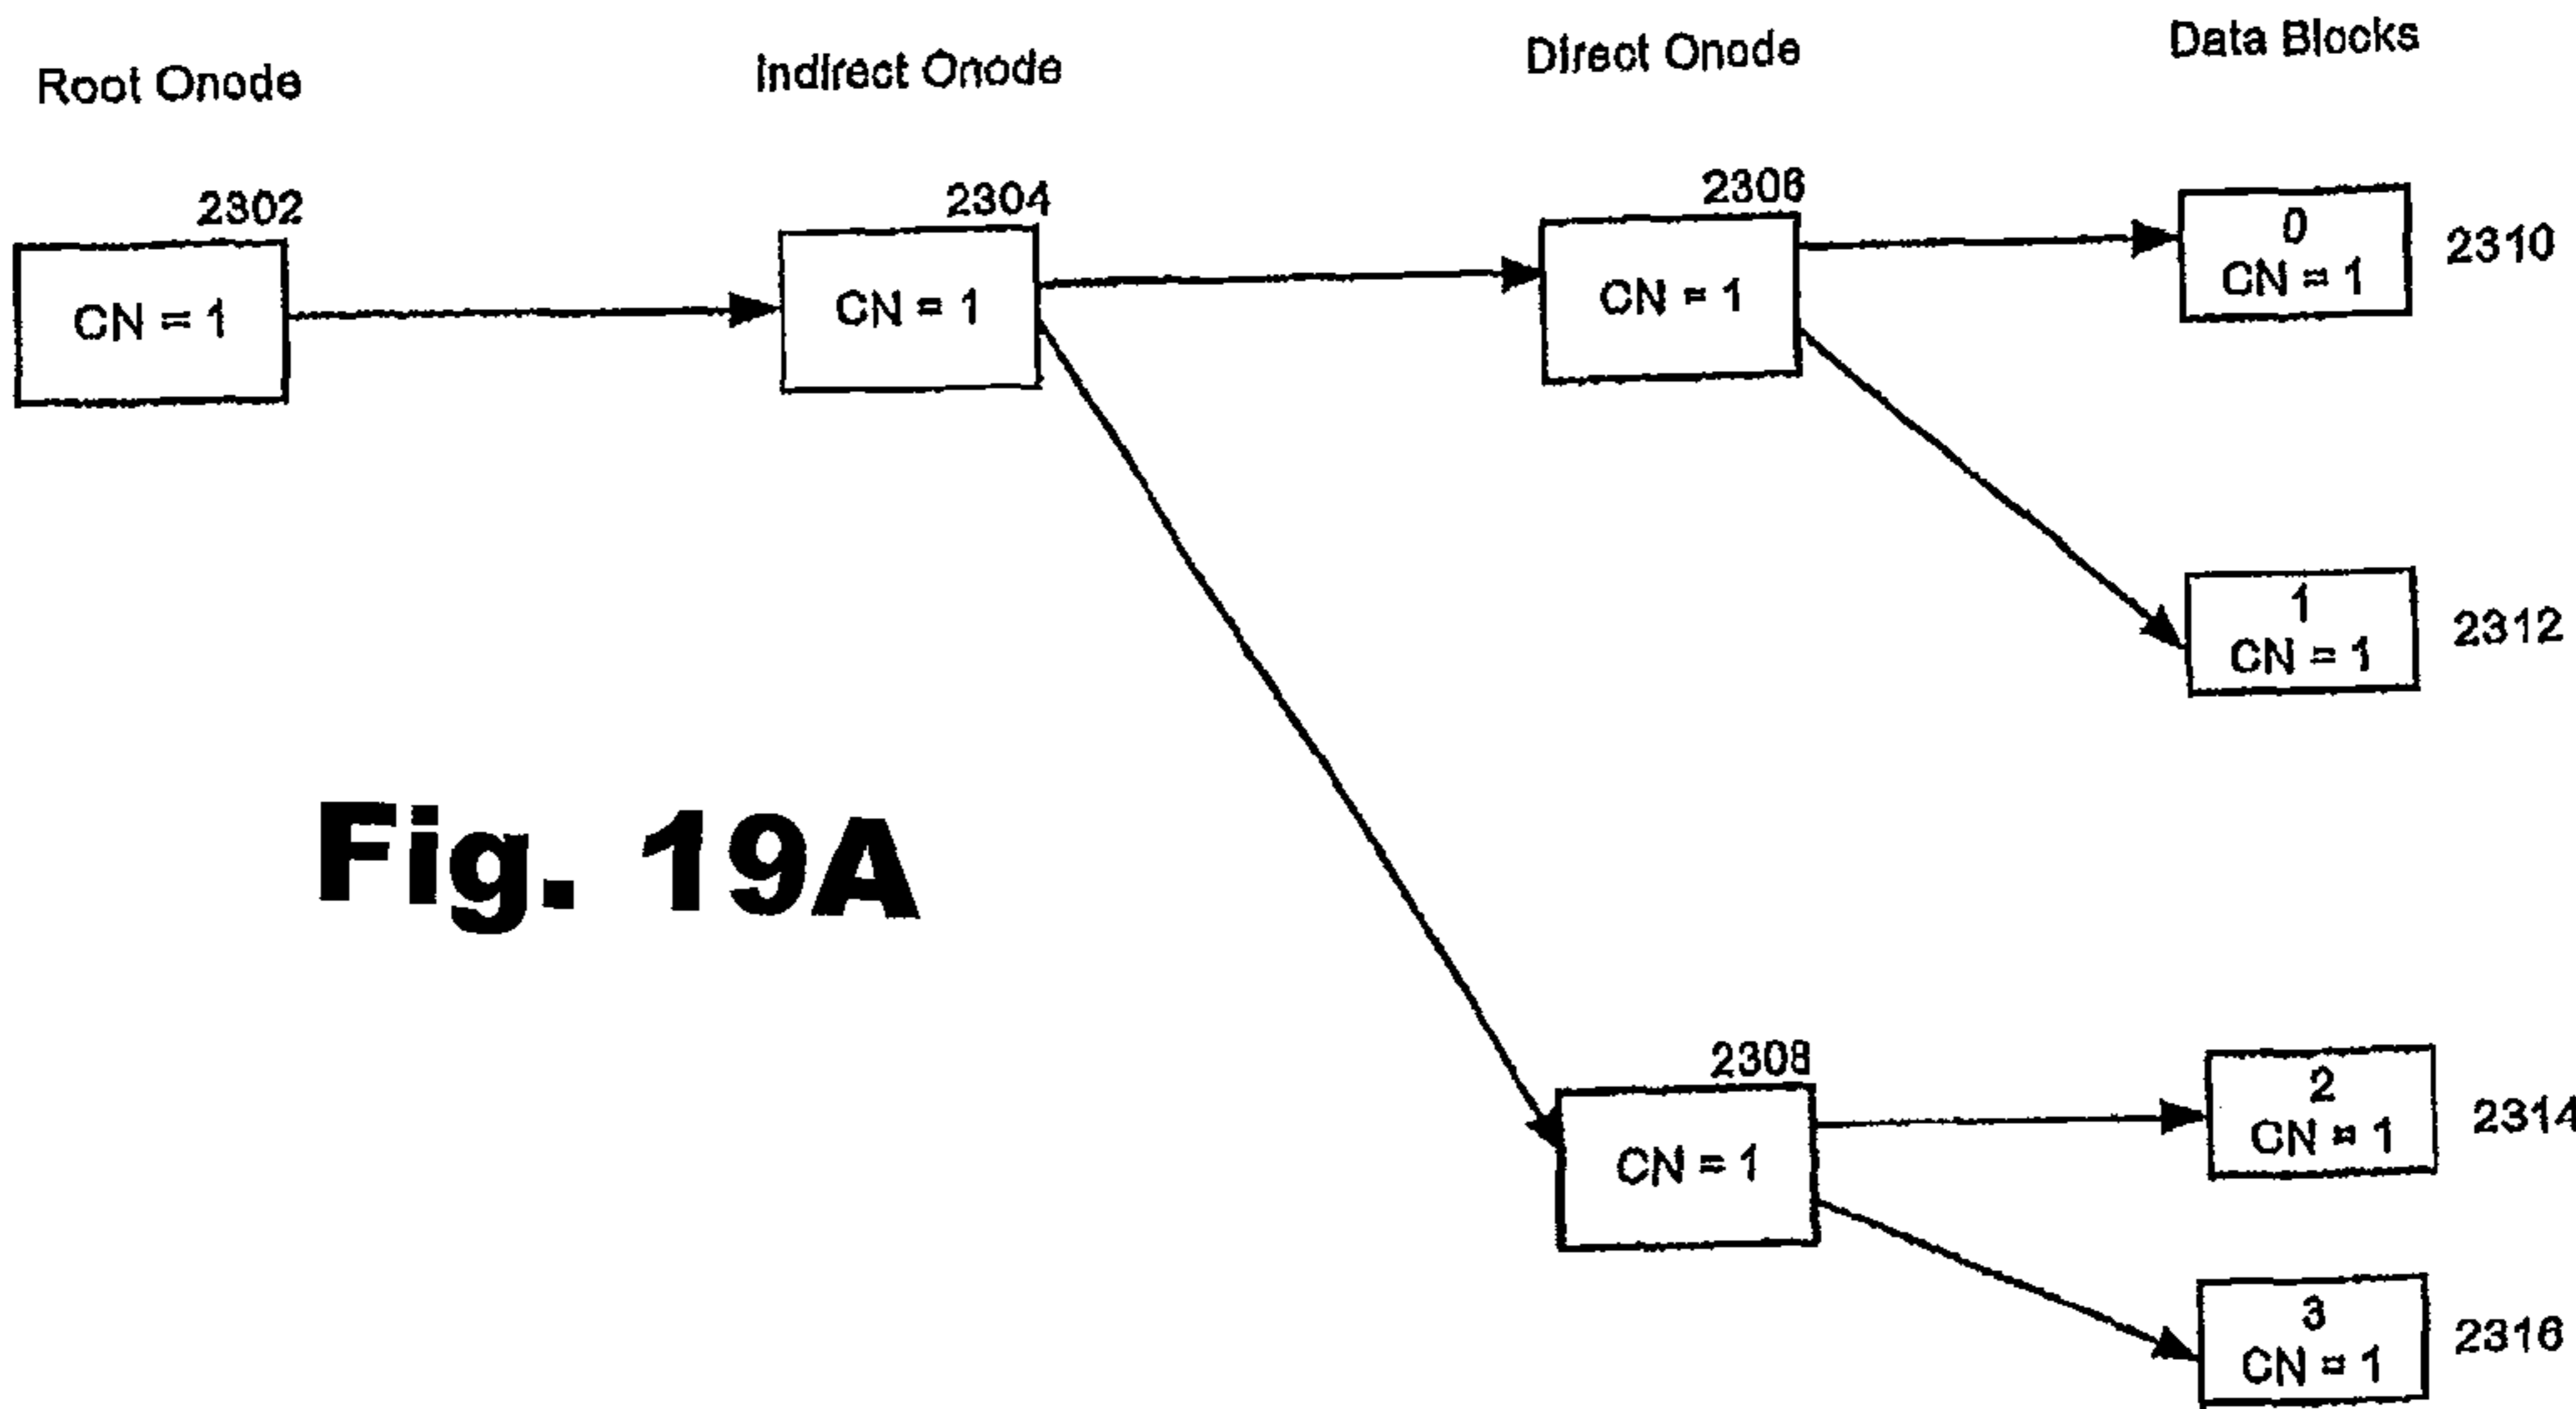 Root Onode
Indirect Onode
Direct Onode
Data Blocks
2302
CN = 1
2304
CN = 1
2306
CN = 1
0
CN = 1
2310
1
CN = 1
2312
Fig. 19A
2308
CN = 1
2
CN = 1
2314
3
CN = 1
2316